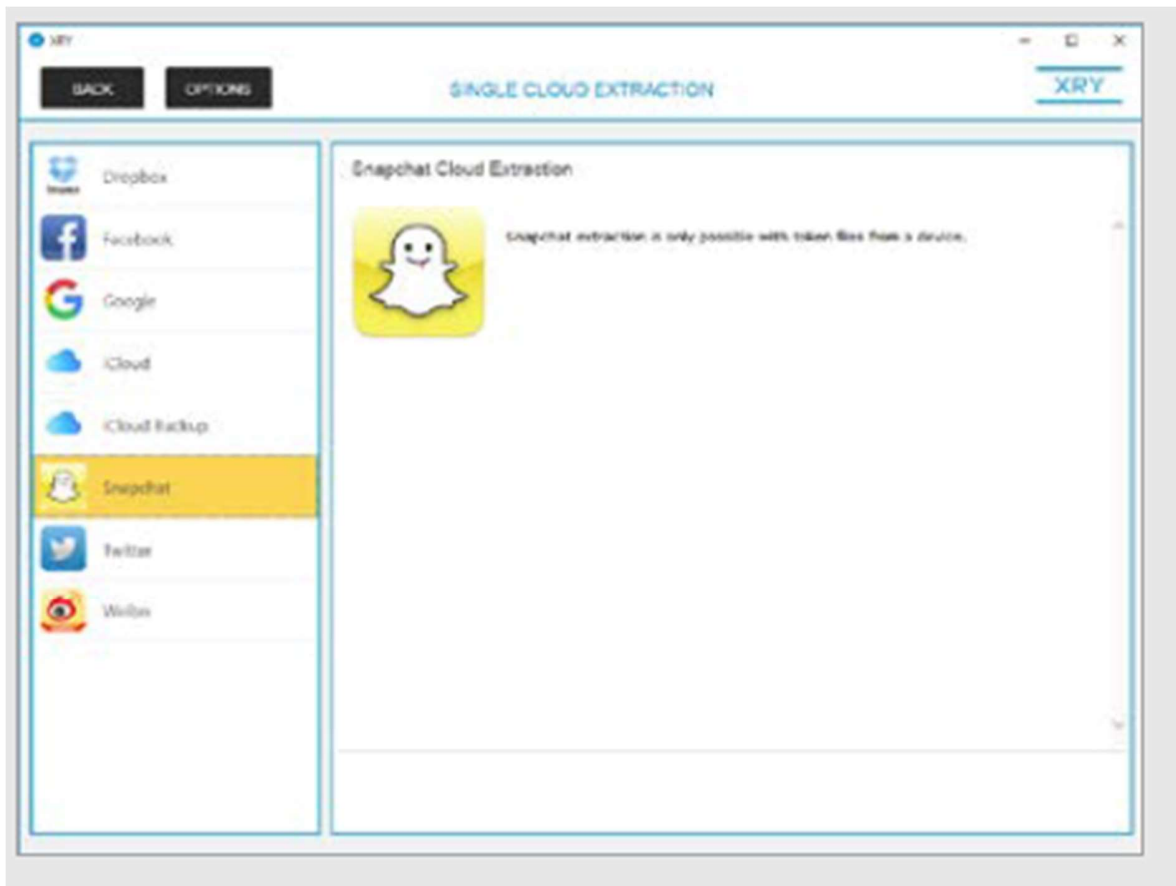 XRY
BACK
OPTIONS
SINGLE CLOUD EXTRACTION
XRY
Dropbox
Facebook
Google
iCloud
iCloud Backup
Snapchat
Twitter
Weibo
Snapchat Cloud Extraction
Snapchat extraction is only possible with token files from a device.